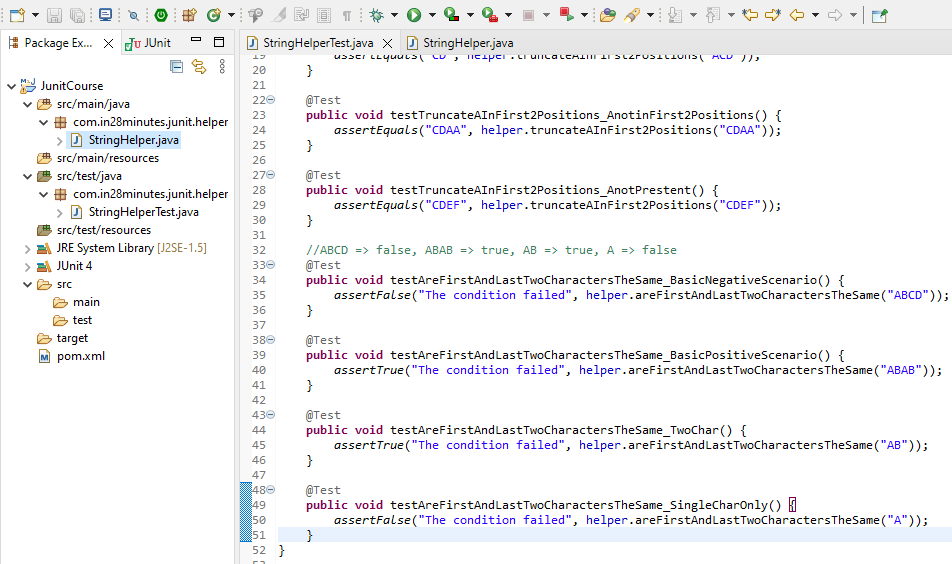 Package Ex...
JUnit
JunitCourse
src/main/java
com.in28minutes.junit.helper
StringHelper.java
src/main/resources
src/test/java
com.in28minutes.junit.helper
StringHelperTest.java
src/test/resources
JRE System Library [J2SE-1.5]
JUnit 4
src
main
test
target
pom.xml
StringHelperTest.java
StringHelper.java
19 assertEquals("CD", helper.truncateAInFirst2Positions("ACD"));
20 }
21
22 @Test
23 public void testTruncateAInFirst2Positions_AnotinFirst2Positions() {
24 assertEquals("CDAA", helper.truncateAInFirst2Positions("CDAA"));
25 }
26
27 @Test
28 public void testTruncateAInFirst2Positions_AnotPrestent() {
29 assertEquals("CDEF", helper.truncateAInFirst2Positions("CDEF"));
30 }
31
32 //ABCD => false, ABAB => true, AB => true, A => false
33 @Test
34 public void testAreFirstAndLastTwoCharactersTheSame_BasicNegativeScenario() {
35 assertFalse("The condition failed", helper.areFirstAndLastTwoCharactersTheSame("ABCD"));
36 }
37
38 @Test
39 public void testAreFirstAndLastTwoCharactersTheSame_BasicPositiveScenario() {
40 assertTrue("The condition failed", helper.areFirstAndLastTwoCharactersTheSame("ABAB"));
41 }
42
43 @Test
44 public void testAreFirstAndLastTwoCharactersTheSame_TwoChar() {
45 assertTrue("The condition failed", helper.areFirstAndLastTwoCharactersTheSame("AB"));
46 }
47
48 @Test
49 public void testAreFirstAndLastTwoCharactersTheSame_SingleCharOnly() {
50 assertFalse("The condition failed", helper.areFirstAndLastTwoCharactersTheSame("A"));
51 }
52 }